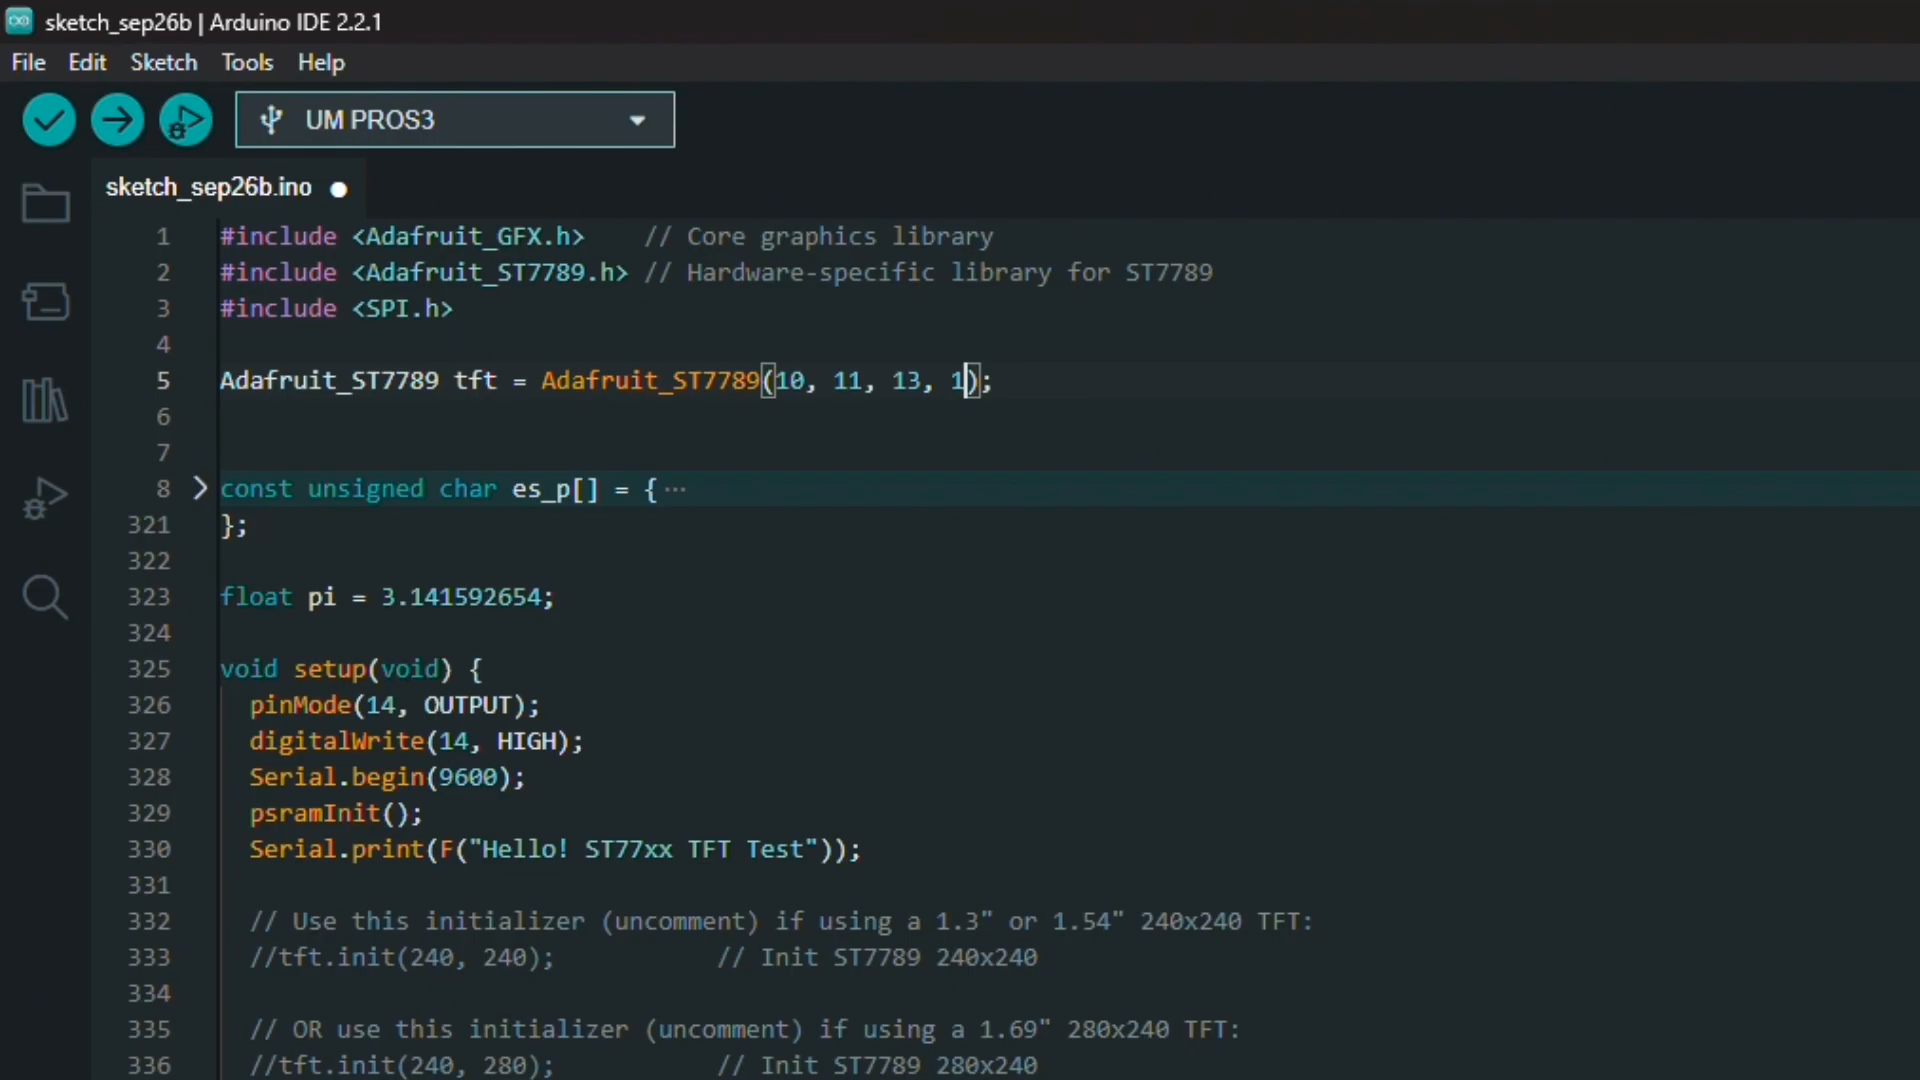 sketch_sep26b | Arduino IDE 2.2.1
File Edit Sketch Tools Help
UM PROS3
sketch_sep26b.ino
1 #include <Adafruit_GFX.h>    // Core graphics library
2 #include <Adafruit_ST7789.h> // Hardware-specific library for ST7789
3 #include <SPI.h>
4
5 Adafruit_ST7789 tft = Adafruit_ST7789(10, 11, 13, 1);
6
7
8 const unsigned char es_p[] = { ···
321 };
322
323 float pi = 3.141592654;
324
325 void setup(void) {
326   pinMode(14, OUTPUT);
327   digitalWrite(14, HIGH);
328   Serial.begin(9600);
329   psramInit();
330   Serial.print(F("Hello! ST77xx TFT Test"));
331
332   // Use this initializer (uncomment) if using a 1.3" or 1.54" 240x240 TFT:
333   //tft.init(240, 240);           // Init ST7789 240x240
334
335   // OR use this initializer (uncomment) if using a 1.69" 280x240 TFT:
336   //tft.init(240, 280);           // Init ST7789 280x240